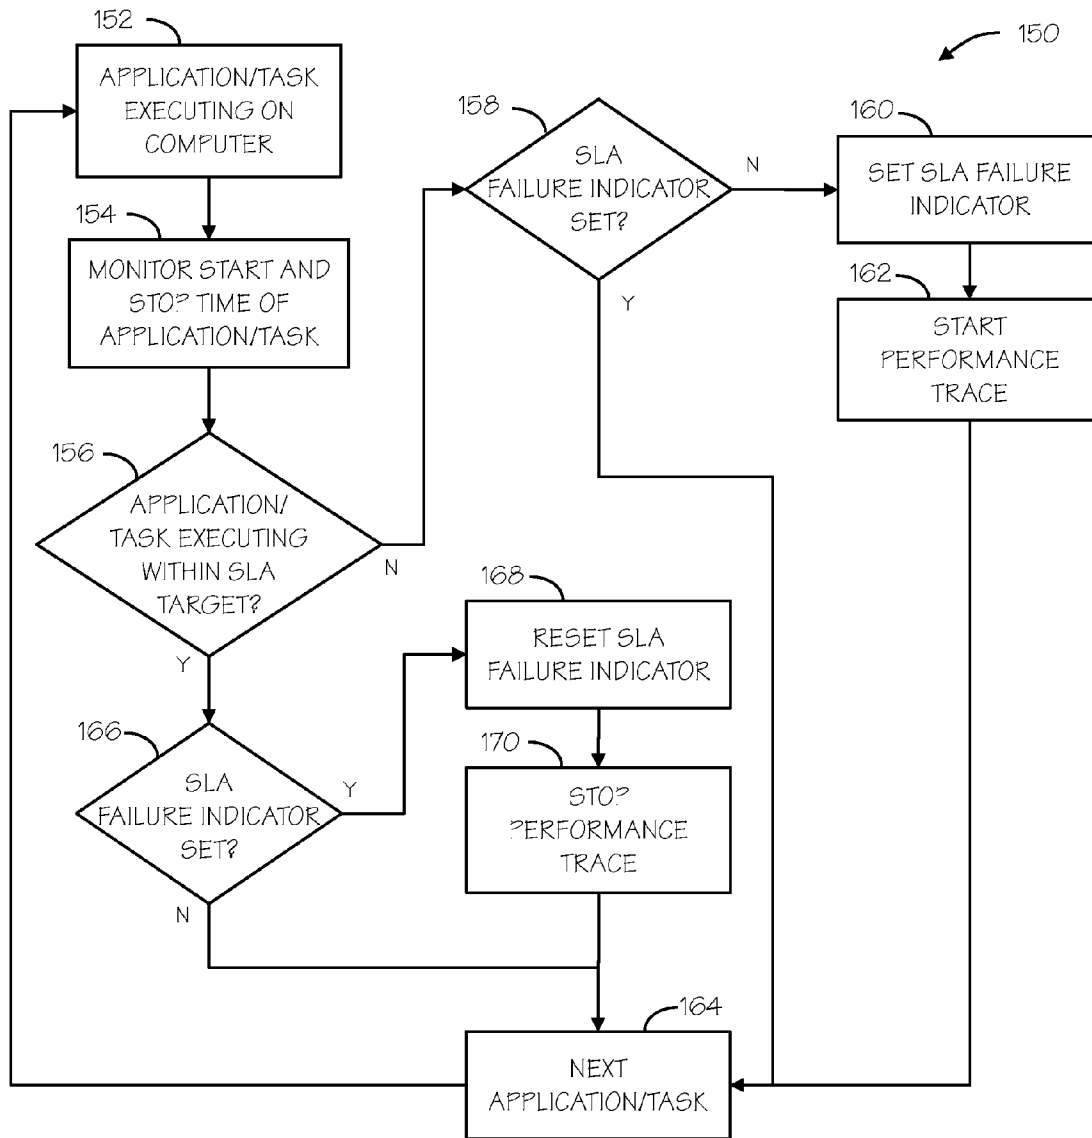 150
152
APPLICATION/TASK
EXECUTING ON
COMPUTER
154
MONITOR START AND
STOP TIME OF
APPLICATION/TASK
156
APPLICATION/
TASK EXECUTING
WITHIN SLA
TARGET?
N
Y
158
SLA
FAILURE INDICATOR
SET?
N
Y
160
SET SLA FAILURE
INDICATOR
162
START
PERFORMANCE
TRACE
166
SLA
FAILURE INDICATOR
SET?
Y
N
168
RESET SLA
FAILURE INDICATOR
170
STOP
PERFORMANCE
TRACE
164
NEXT
APPLICATION/TASK